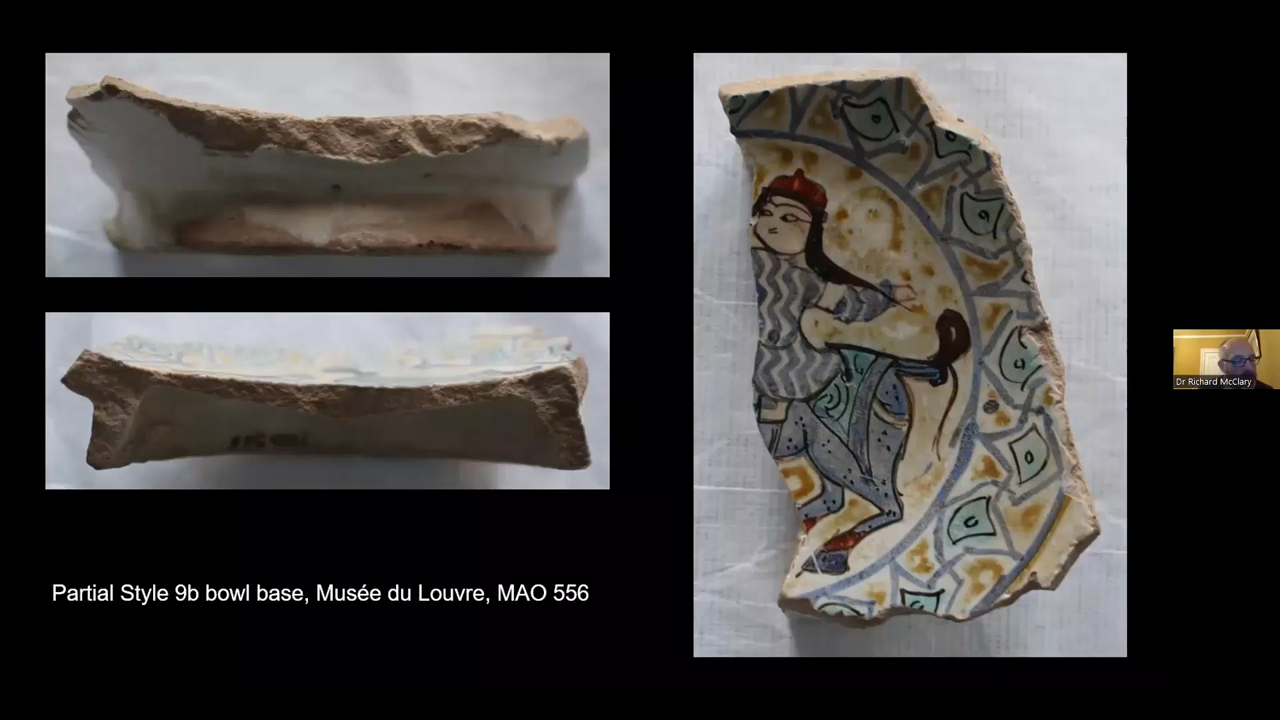 Partial Style 9b bowl base, Musée du Louvre, MAO 556
Dr Richard McClary